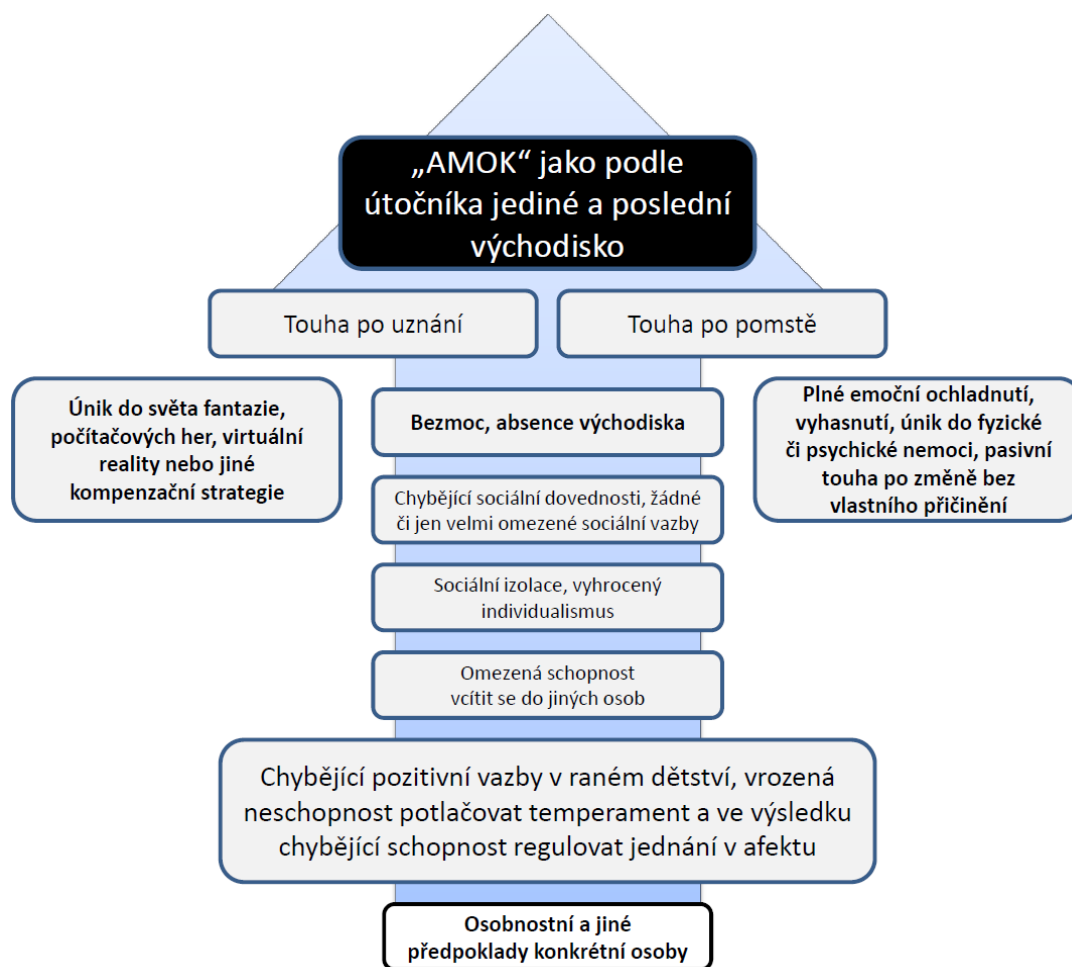 „AMOK“ jako podle
útočníka jediné a poslední
východisko
Touha po uznání
Touha po pomstě
Únik do světa fantazie,
počítačových her, virtuální
reality nebo jiné
kompenzační strategie
Bezmoc, absence východiska
Plné emoční ochladnutí,
vyhasnutí, únik do fyzické
či psychické nemoci, pasivní
touha po změně bez
vlastního přičinění
Chybějící sociální dovednosti, žádné
či jen velmi omezené sociální vazby
Sociální izolace, vyhrocený
individualismus
Omezená schopnost
vcítit se do jiných osob
Chybějící pozitivní vazby v raném dětství, vrozená
neschopnost potlačovat temperament a ve výsledku
chybějící schopnost regulovat jednání v afektu
Osobnostní a jiné
předpoklady konkrétní osoby